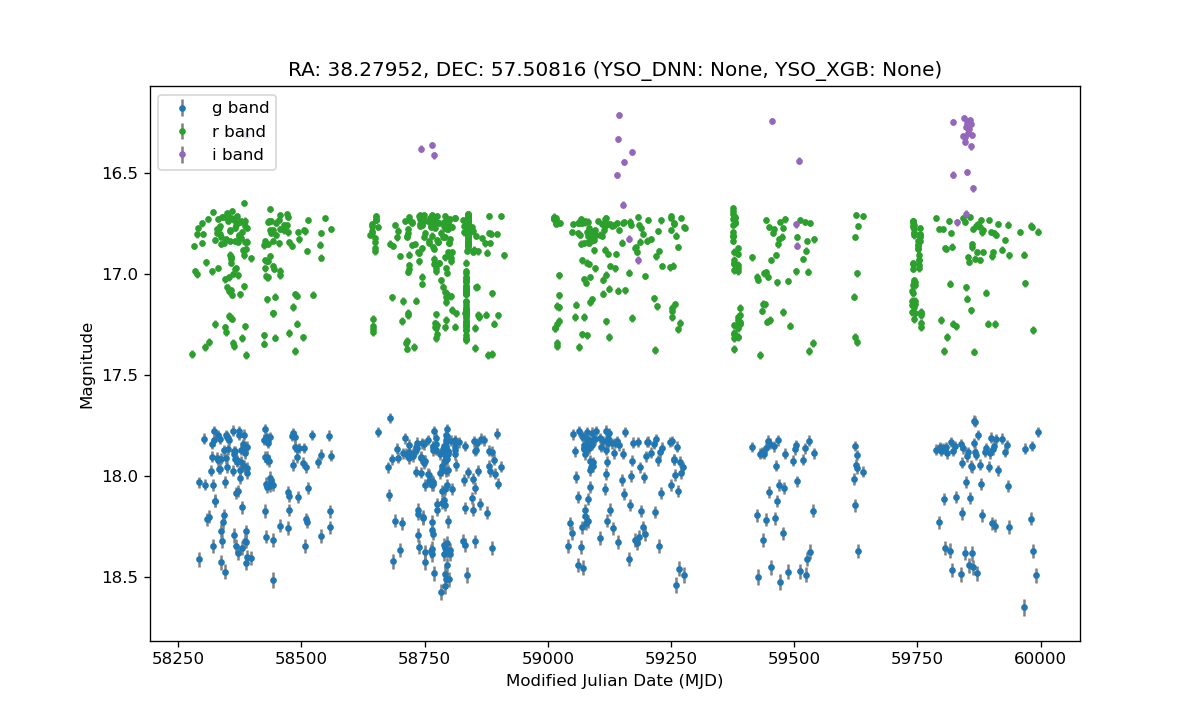 RA: 38.27952, DEC: 57.50816 (YSO_DNN: None, YSO_XGB: None)
g band
r band
i band
16.5
17.0
17.5
18.0
18.5
Magnitude
58250 58500 58750 59000 59250 59500 59750 60000
Modified Julian Date (MJD)